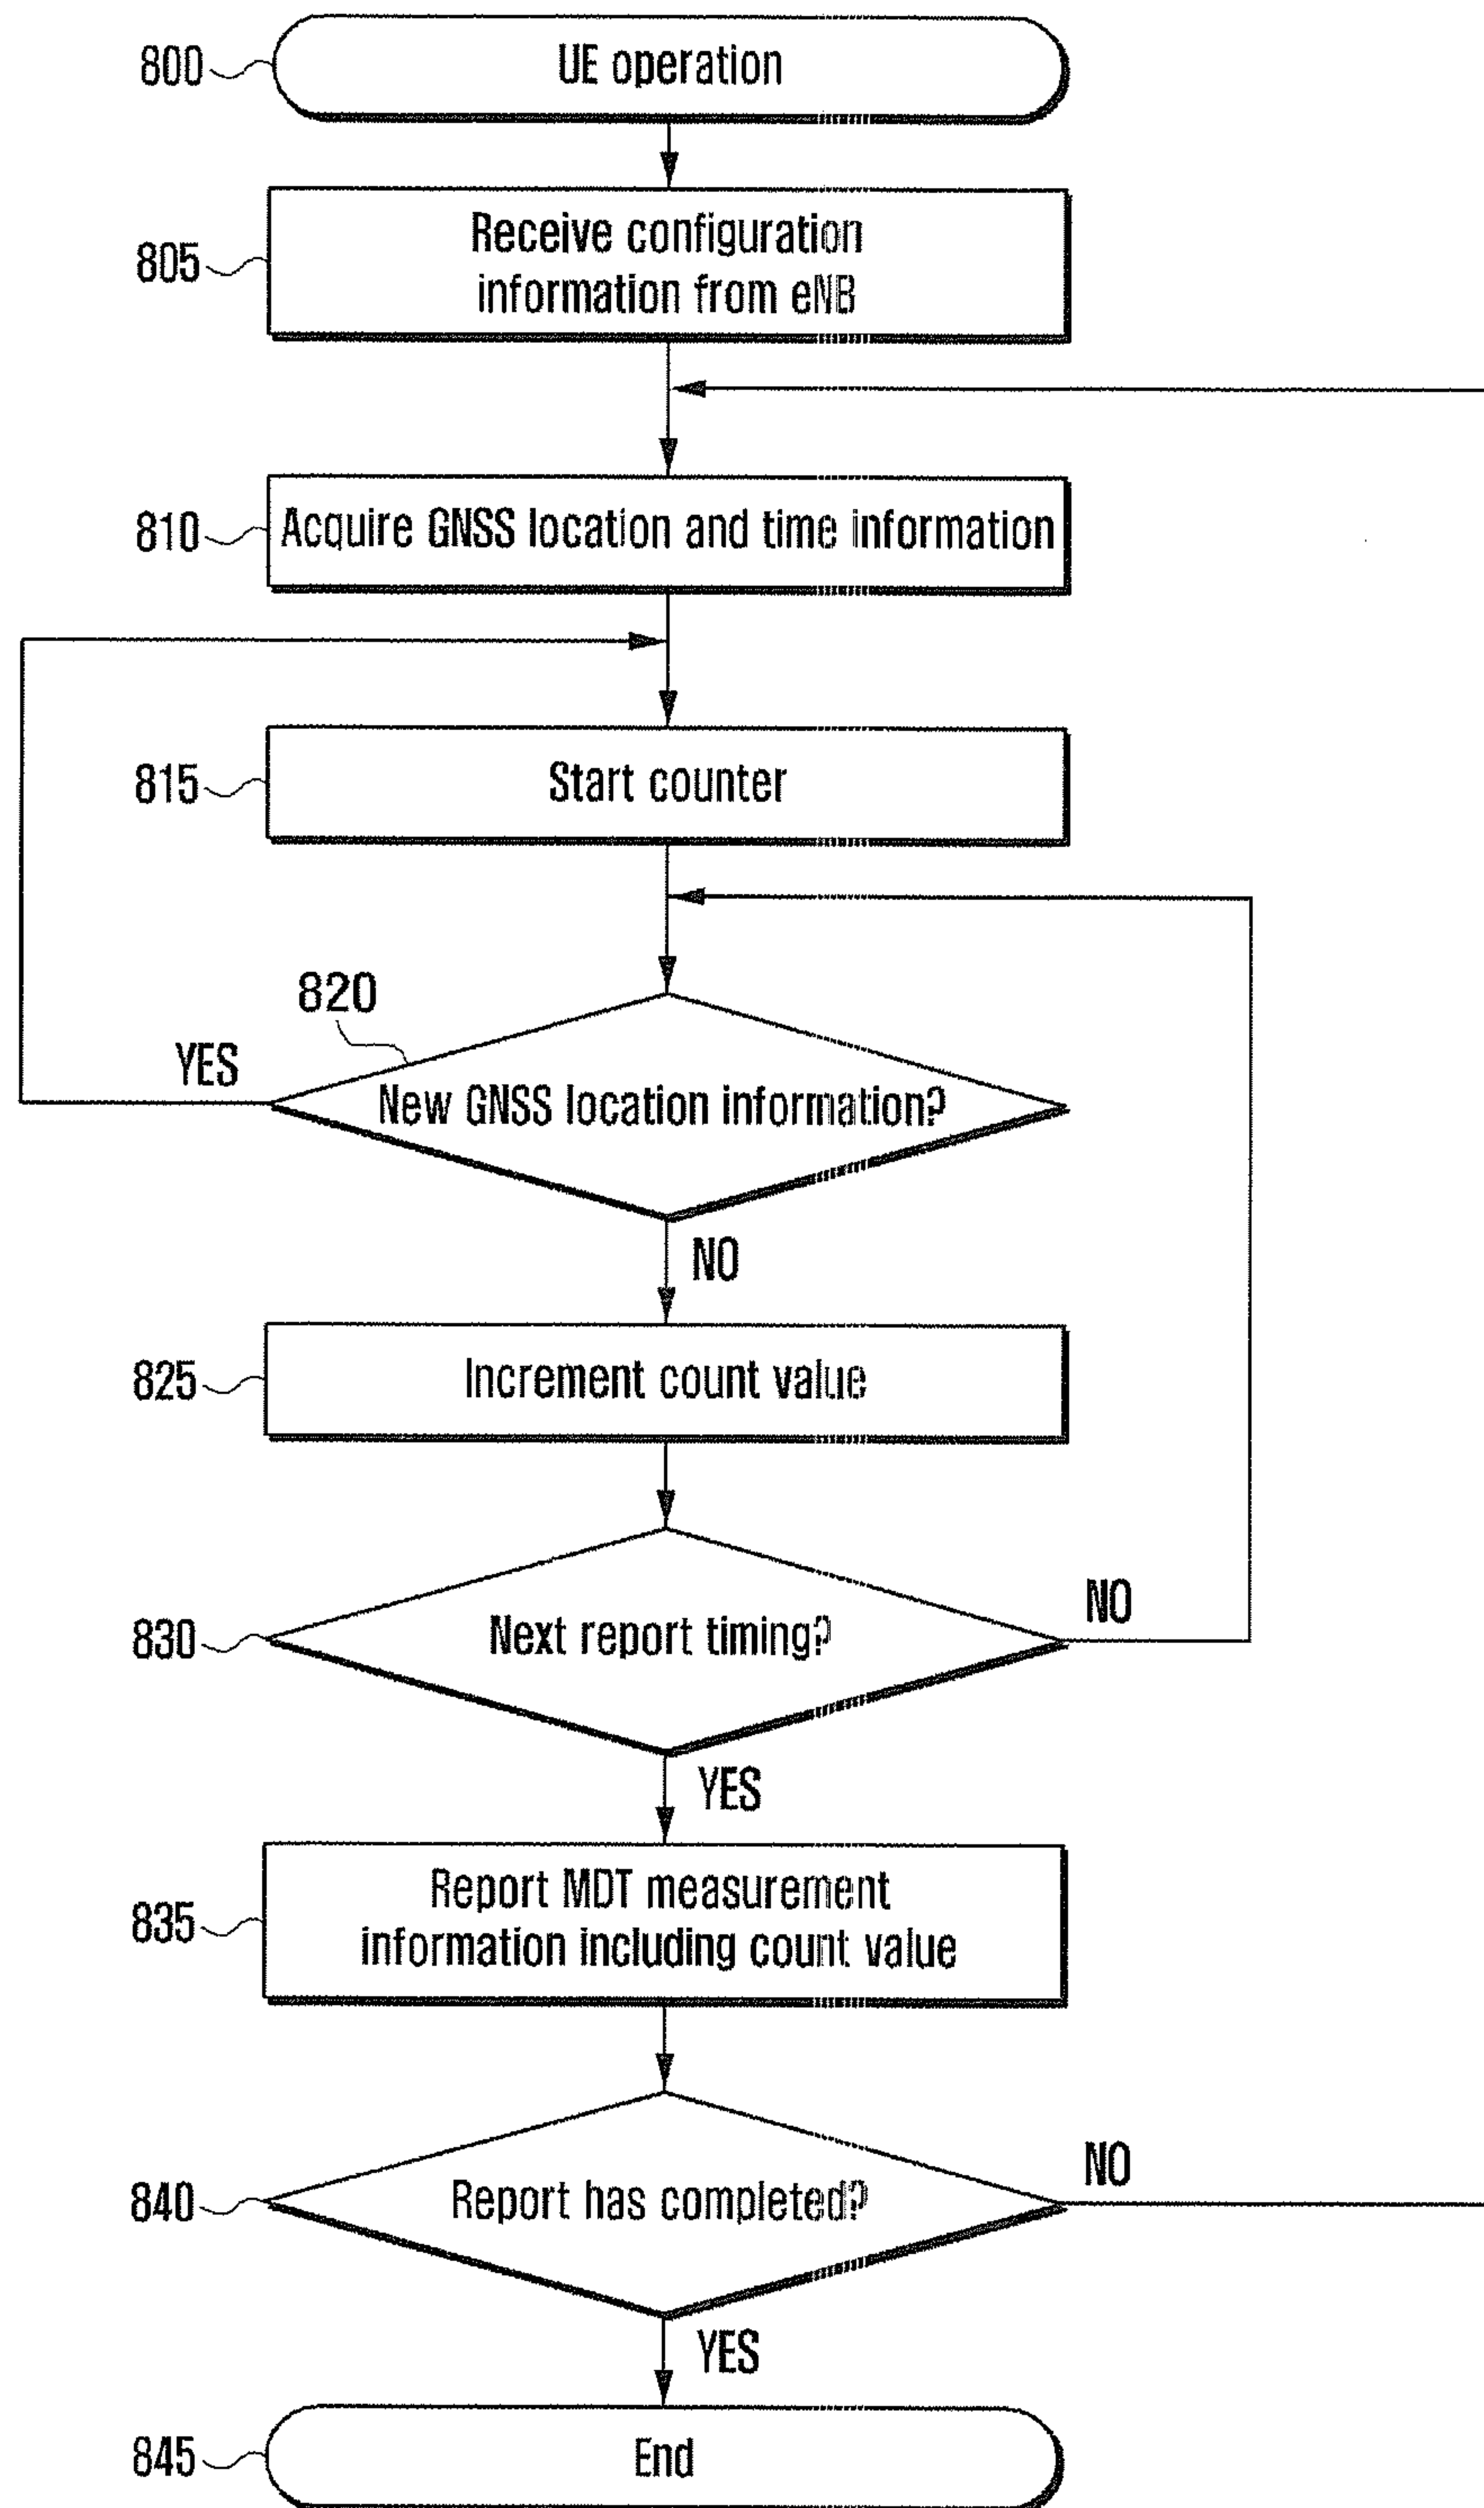 800
UE operation
805
Receive configuration
information from eNB
810
Acquire GNSS location and time information
815
Start counter
820
YES
New GNSS location information?
NO
825
Increment count value
830
Next report timing?
NO
YES
835
Report MDT measurement
information including count value
840
Report has completed?
NO
YES
845
End